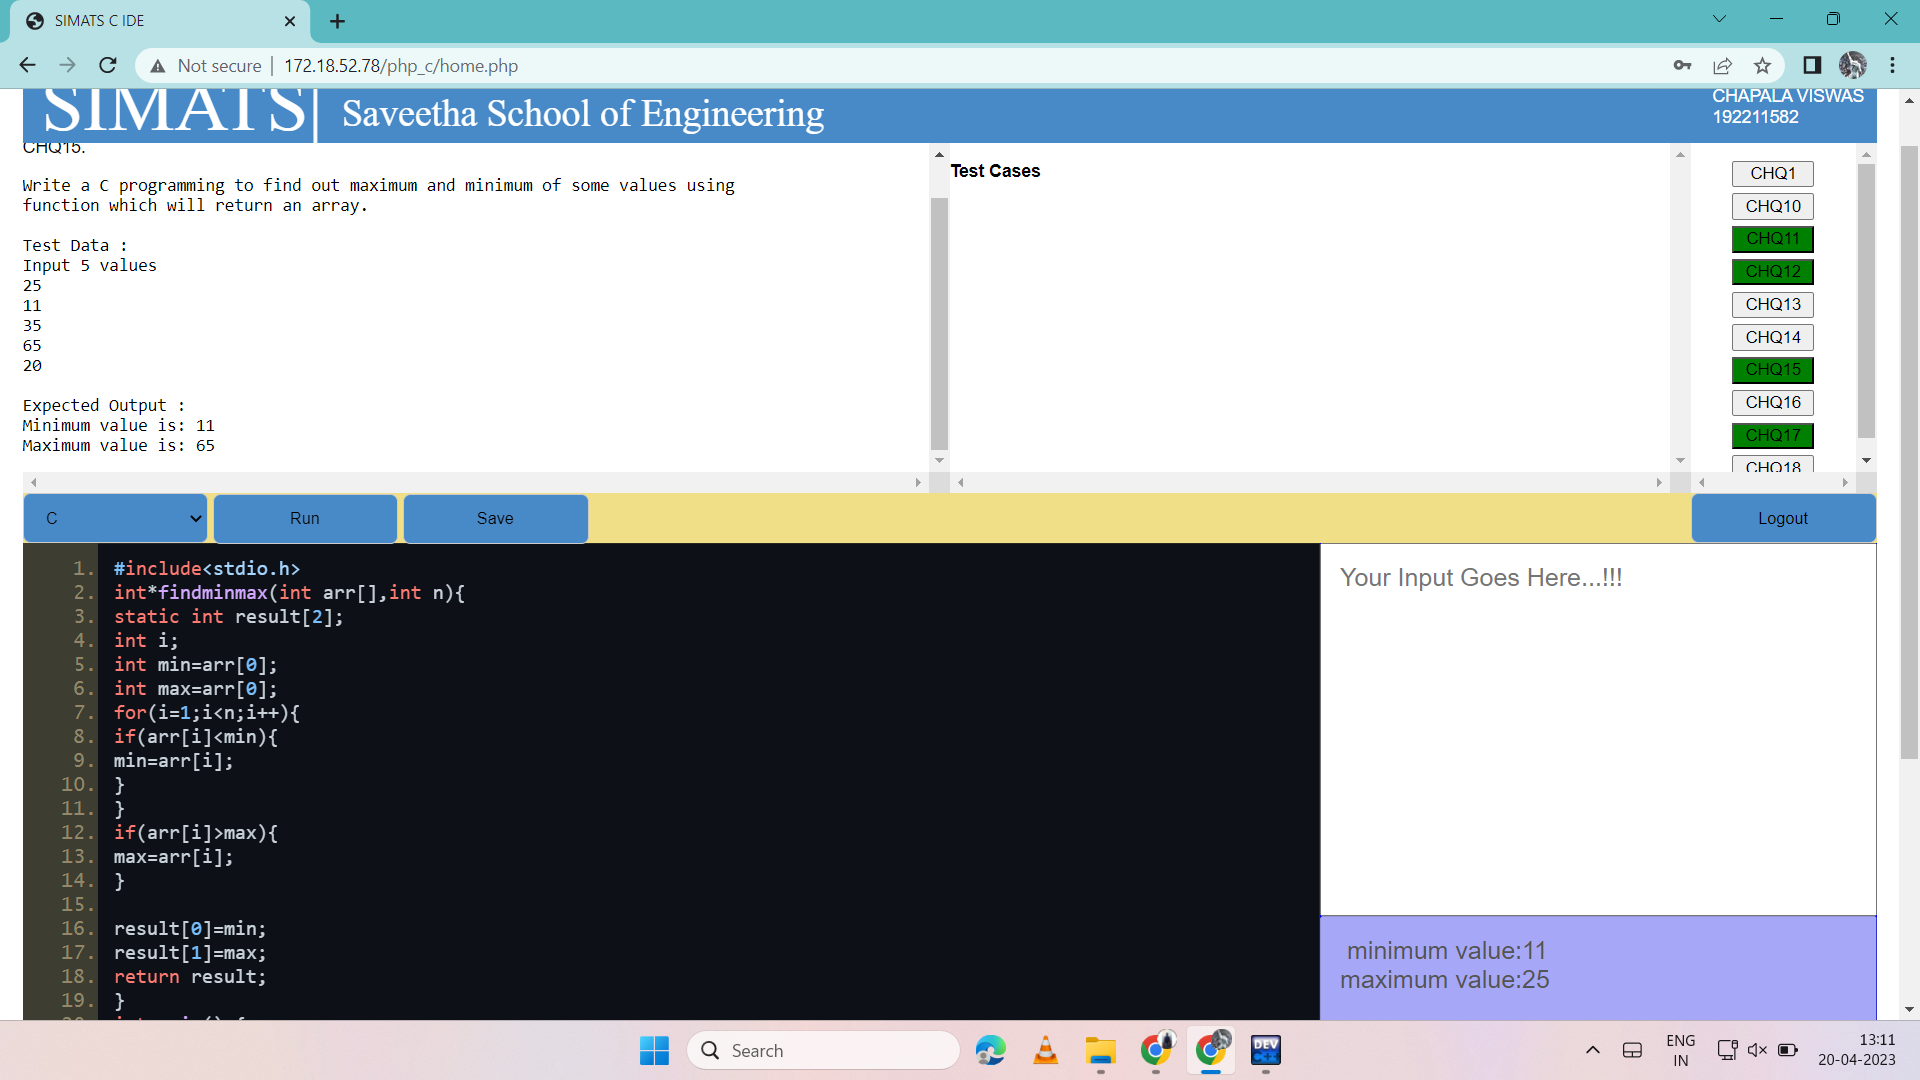 SIMATS C IDE
Not secure | 172.18.52.78/php_c/home.php
SIMATS| Saveetha School of Engineering
CHAPALA VISWAS
192211582
CHQ15.
Write a C programming to find out maximum and minimum of some values using
function which will return an array.
Test Data :
Input 5 values
25
11
35
65
20
Expected Output :
Minimum value is: 11
Maximum value is: 65
Test Cases
CHQ1
CHQ10
CHQ11
CHQ12
CHQ13
CHQ14
CHQ15
CHQ16
CHQ17
CHQ18
C Run Save Logout
1. #include<stdio.h>
2. int*findminmax(int arr[],int n){
3. static int result[2];
4. int i;
5. int min=arr[0];
6. int max=arr[0];
7. for(i=1;i<n;i++){
8. if(arr[i]<min){
9. min=arr[i];
10. }
11. }
12. if(arr[i]>max){
13. max=arr[i];
14. }
15.
16. result[0]=min;
17. result[1]=max;
18. return result;
19. }
Your Input Goes Here...!!!
minimum value:11
maximum value:25
Search
DEV
C++
ENG
IN
13:11
20-04-2023